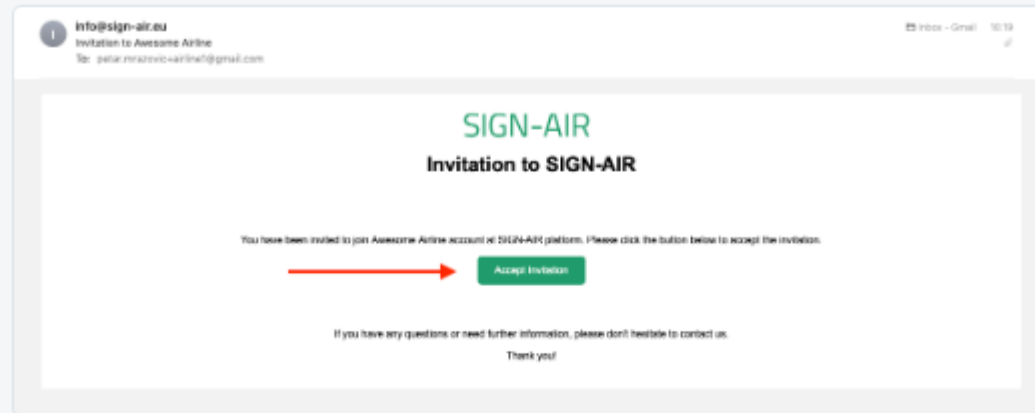 info@sign-air.eu
Inbox - Gmail 10:19
Invitation to Awesome Airline
To: petar.mrazovic+airline1@gmail.com
SIGN-AIR
Invitation to SIGN-AIR
You have been invited to join Awesome Airline account at SIGN-AIR platform. Please click the button below to accept the invitation.
Accept Invitation
If you have any questions or need further information, please don't hesitate to contact us.
Thank you!